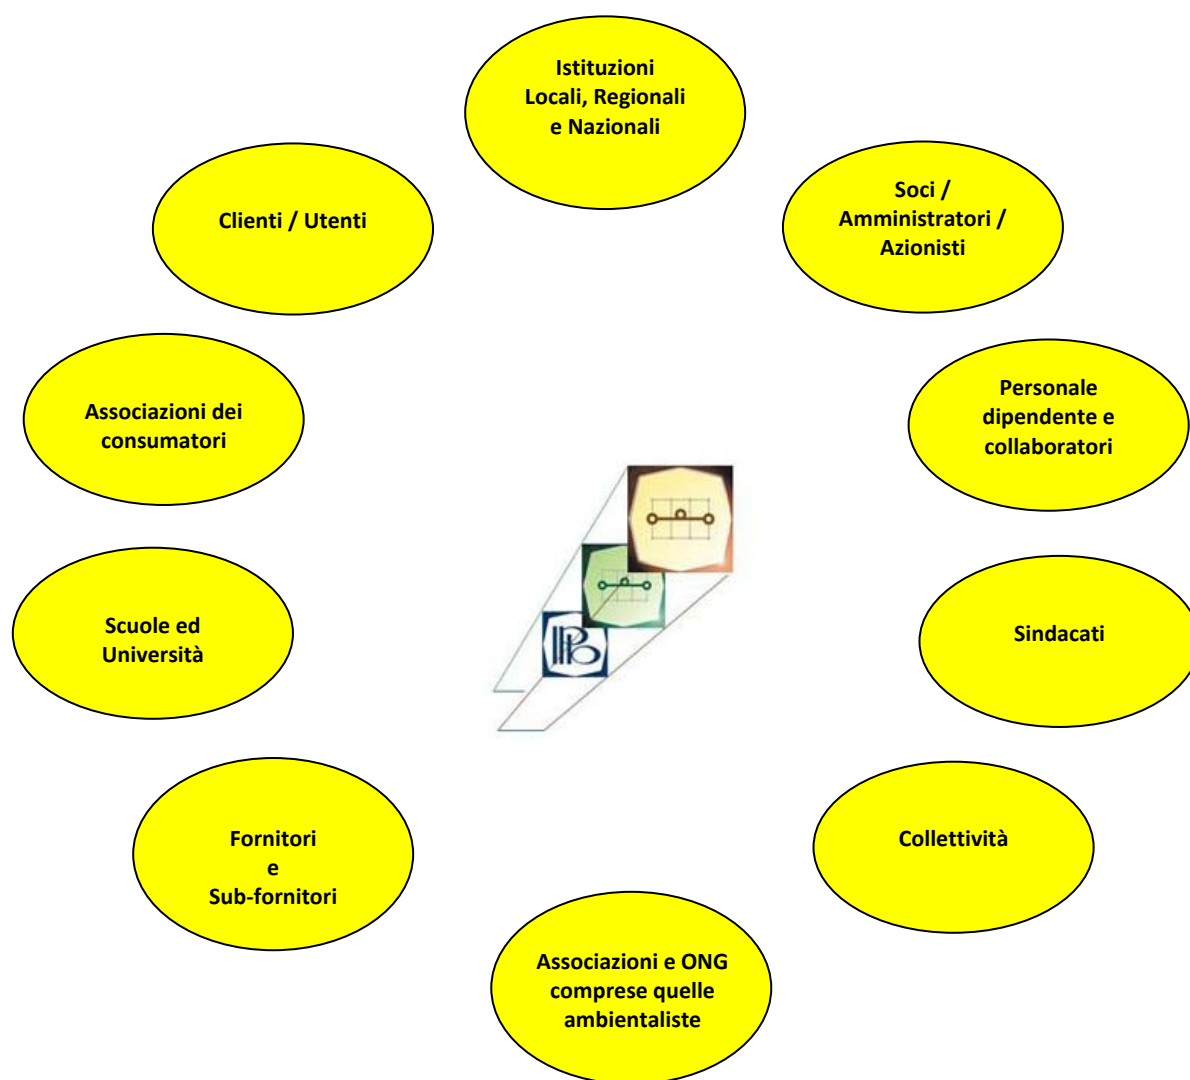 Istituzioni
Locali, Regionali
e Nazionali
Clienti / Utenti
Soci /
Amministratori /
Azionisti
Associazioni dei
consumatori
Personale
dipendente e
collaboratori
Scuole ed
Università
Sindacati
Fornitori
e
Sub-fornitori
Collettività
Associazioni e ONG
comprese quelle
ambientaliste